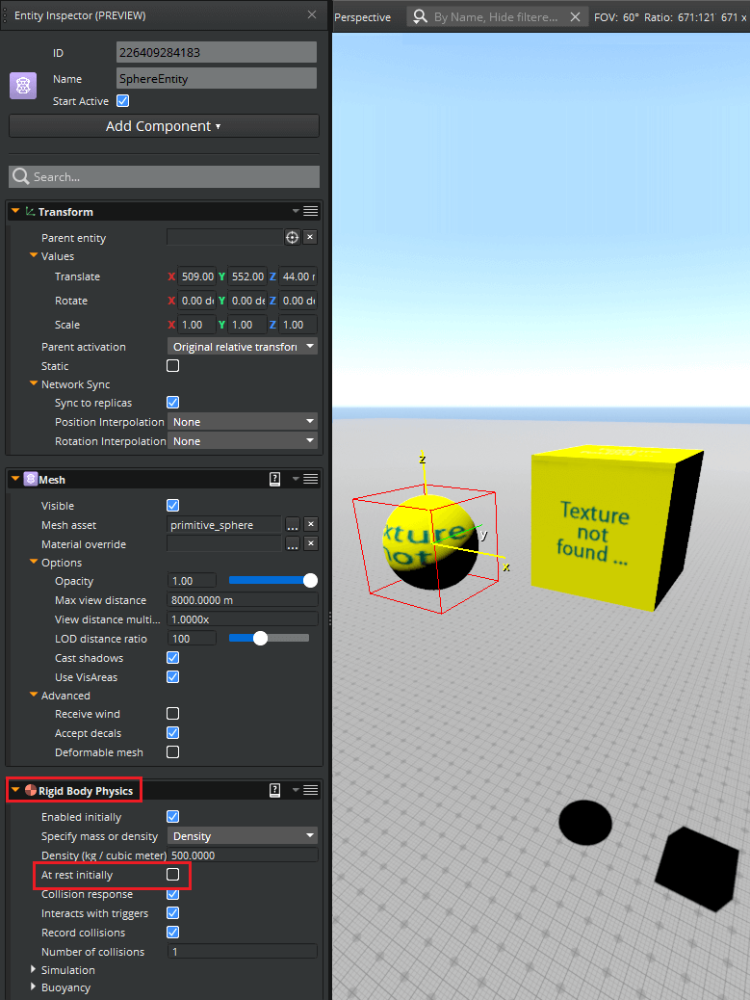 Entity Inspector (PREVIEW)
ID
226409284183
Name
SphereEntity
Start Active
Add Component
Search...
Transform
Parent entity
Values
Translate
X 509.00 Y 552.00 Z 44.00
Rotate
X 0.00 Y 0.00 Z 0.00
Scale
X 1.00 Y 1.00 Z 1.00
Parent activation
Original relative transfor
Static
Network Sync
Sync to replicas
Position Interpolation
None
Rotation Interpolation
None
Mesh
Visible
Mesh asset
primitive_sphere
...
Material override
...
Options
Opacity
1.00
Max view distance
8000.0000 m
View distance multi...
1.0000x
LOD distance ratio
100
Cast shadows
Use VisAreas
Advanced
Receive wind
Accept decals
Deformable mesh
Rigid Body Physics
Enabled initially
Specify mass or density
Density
Density (kg / cubic meter)
500.0000
At rest initially
Collision response
Interacts with triggers
Record collisions
Number of collisions
1
Simulation
Buoyancy
Perspective
By Name, Hide filtere...
FOV: 60° Ratio: 671:121 671 x
z
y
x
xture
not
Texture
not
found ...